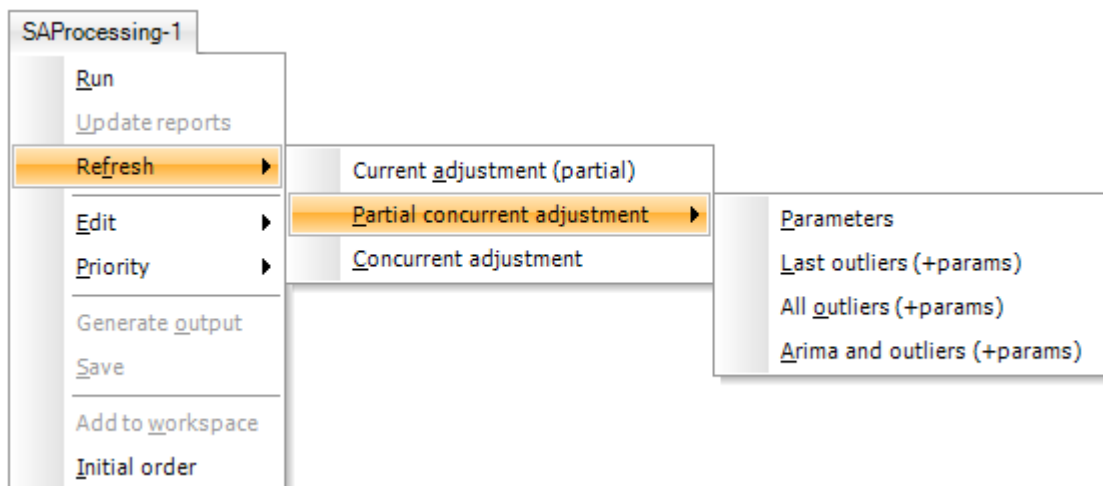 SAProcessing-1
Run
Update reports
Refresh
Edit
Priority
Generate output
Save
Add to workspace
Initial order
Current adjustment (partial)
Partial concurrent adjustment
Concurrent adjustment
Parameters
Last outliers (+params)
All outliers (+params)
Arima and outliers (+params)